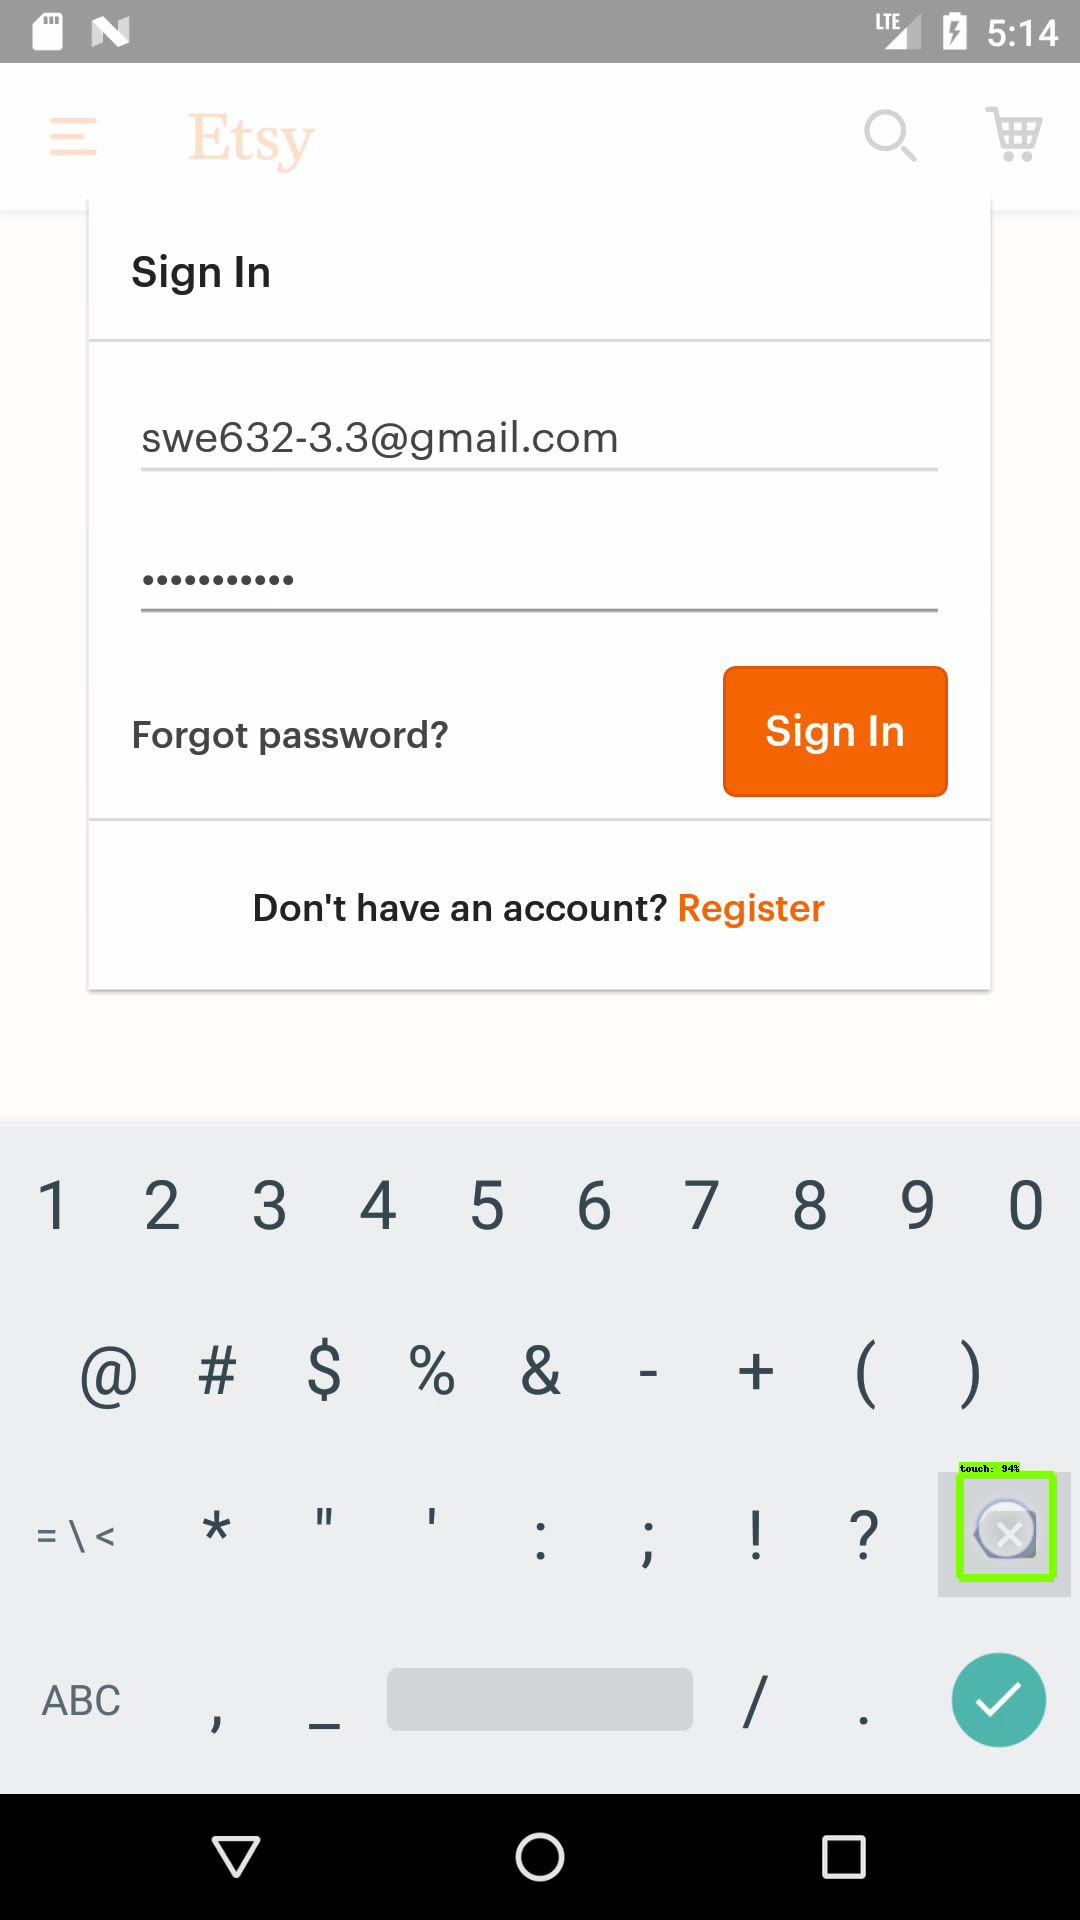 LTE 5:14
Etsy
Sign In
swe632-3.3@gmail.com
•••••••••••
Forgot password?
Sign In
Don't have an account? Register
1 2 3 4 5 6 7 8 9 0
@ # $ % & - + ( )
touch: 94%
= \ < * " ' : ; ! ?
ABC , _ / .